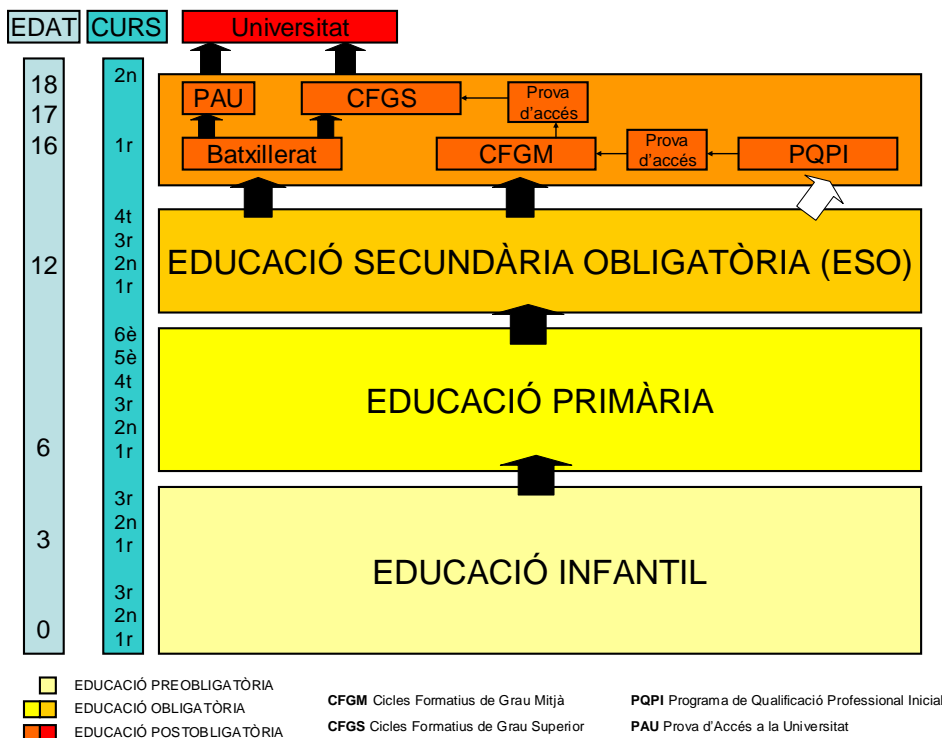 EDAT CURS Universitat
18 2n PAU CFGS Prova d'accés
17
16 1r Batxillerat CFGM Prova d'accés PQPI
4t
3r
12 2n EDUCACIÓ SECUNDÀRIA OBLIGATÒRIA (ESO)
1r
6è
5è
4t EDUCACIÓ PRIMÀRIA
3r
2n
6 1r
3r
2n
3 1r
EDUCACIÓ INFANTIL
3r
2n
0 1r
EDUCACIÓ PREOBLIGATÒRIA
EDUCACIÓ OBLIGATÒRIA
EDUCACIÓ POSTOBLIGATÒRIA
CFGM Cicles Formatius de Grau Mitjà
CFGS Cicles Formatius de Grau Superior
PQPI Programa de Qualificació Professional Inicial
PAU Prova d'Accés a la Universitat